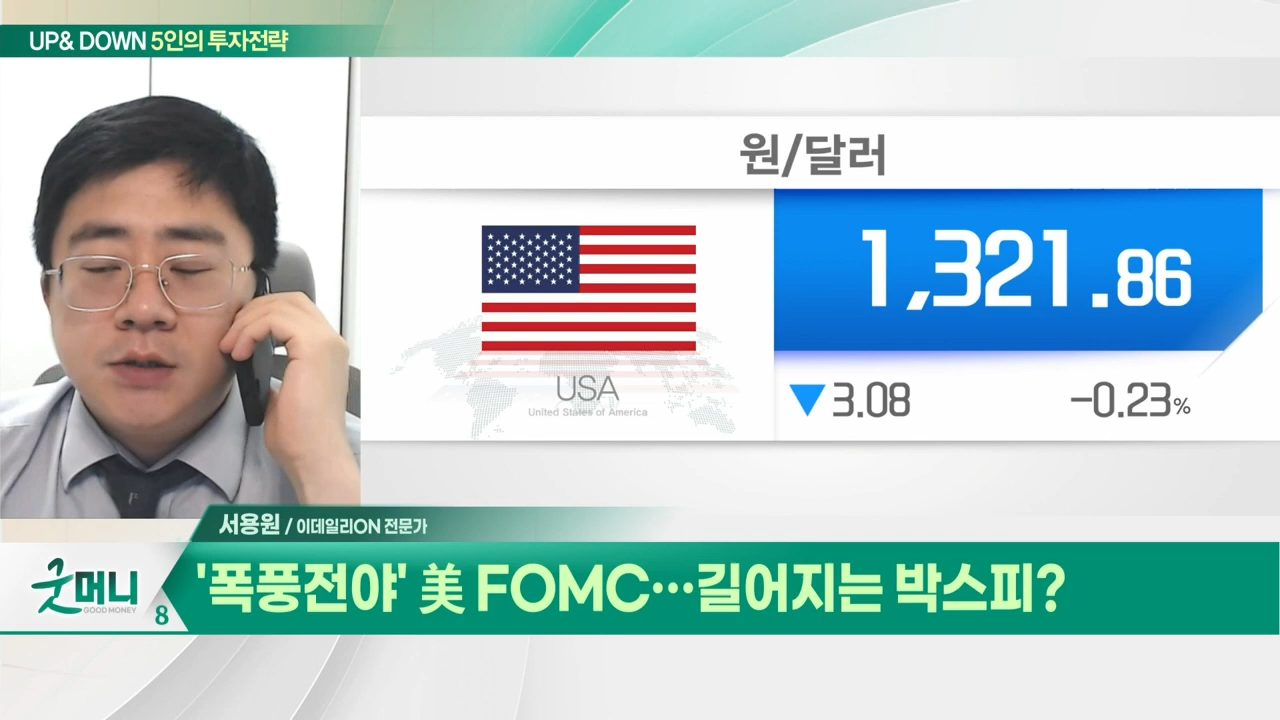 UP& DOWN 5인의 투자전략
원/달러
1,321.86
USA
United States of America
▼3.08 -0.23%
서용원 / 이데일리ON 전문가
굿머니
GOOD MONEY
8
'폭풍전야' 美 FOMC…길어지는 박스피?